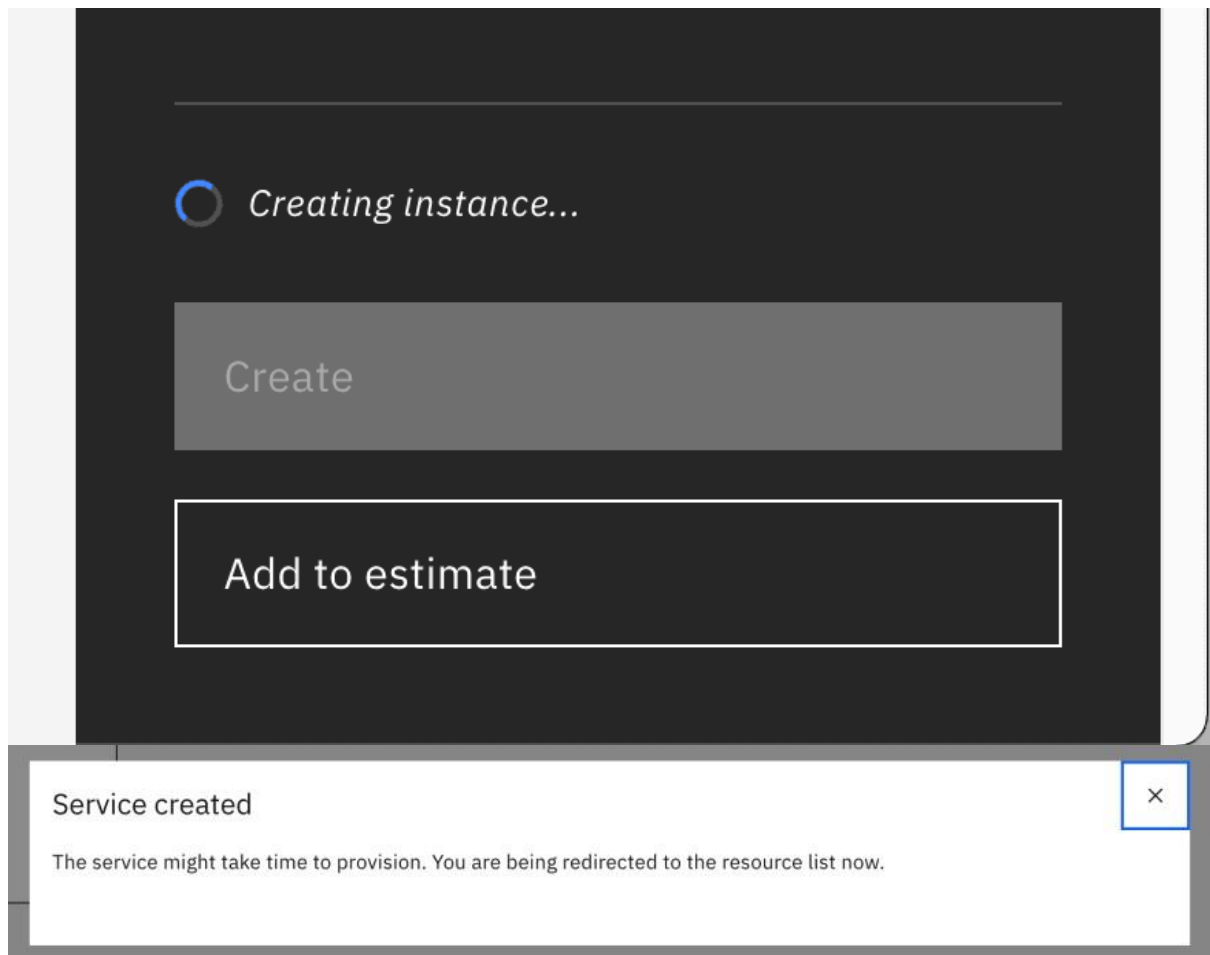 Creating instance...
Create
Add to estimate
Service created
The service might take time to provision. You are being redirected to the resource list now.